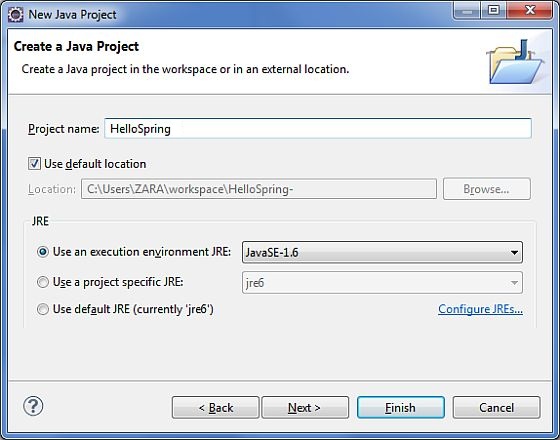 New Java Project
Create a Java Project
Create a Java project in the workspace or in an external location.
Project name: HelloSpring
Use default location
Location: C:\Users\ZARA\workspace\HelloSpring- Browse...
JRE
Use an execution environment JRE: JavaSE-1.6
Use a project specific JRE: jre6
Use default JRE (currently 'jre6') Configure JREs...
? < Back Next > Finish Cancel